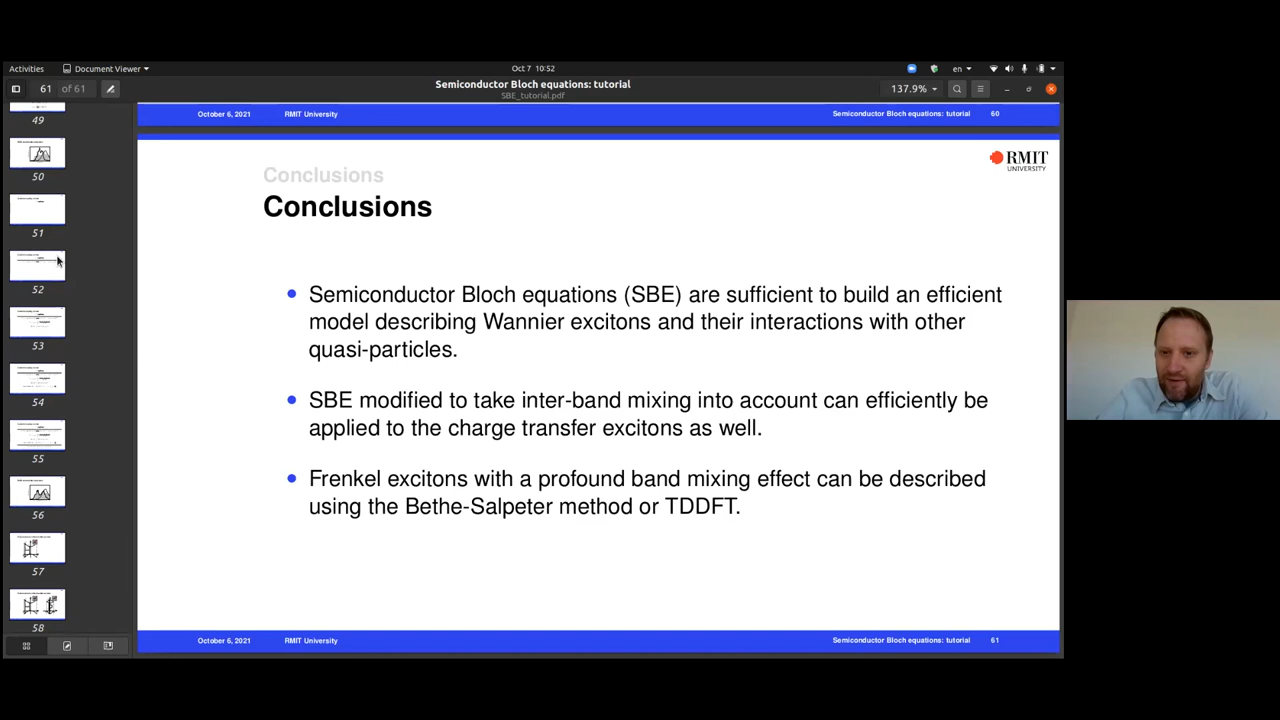 Activities
Document Viewer
Oct 7 10:52
en
61 of 61
Semiconductor Bloch equations: tutorial
SBE_tutorial.pdf
137.9%
October 6, 2021 RMIT University Semiconductor Bloch equations: tutorial 60
49
50
51
52
53
54
55
56
57
58
RMIT
UNIVERSITY
Conclusions
Conclusions
Semiconductor Bloch equations (SBE) are sufficient to build an efficient
model describing Wannier excitons and their interactions with other
quasi-particles.
SBE modified to take inter-band mixing into account can efficiently be
applied to the charge transfer excitons as well.
Frenkel excitons with a profound band mixing effect can be described
using the Bethe-Salpeter method or TDDFT.
October 6, 2021 RMIT University Semiconductor Bloch equations: tutorial 61